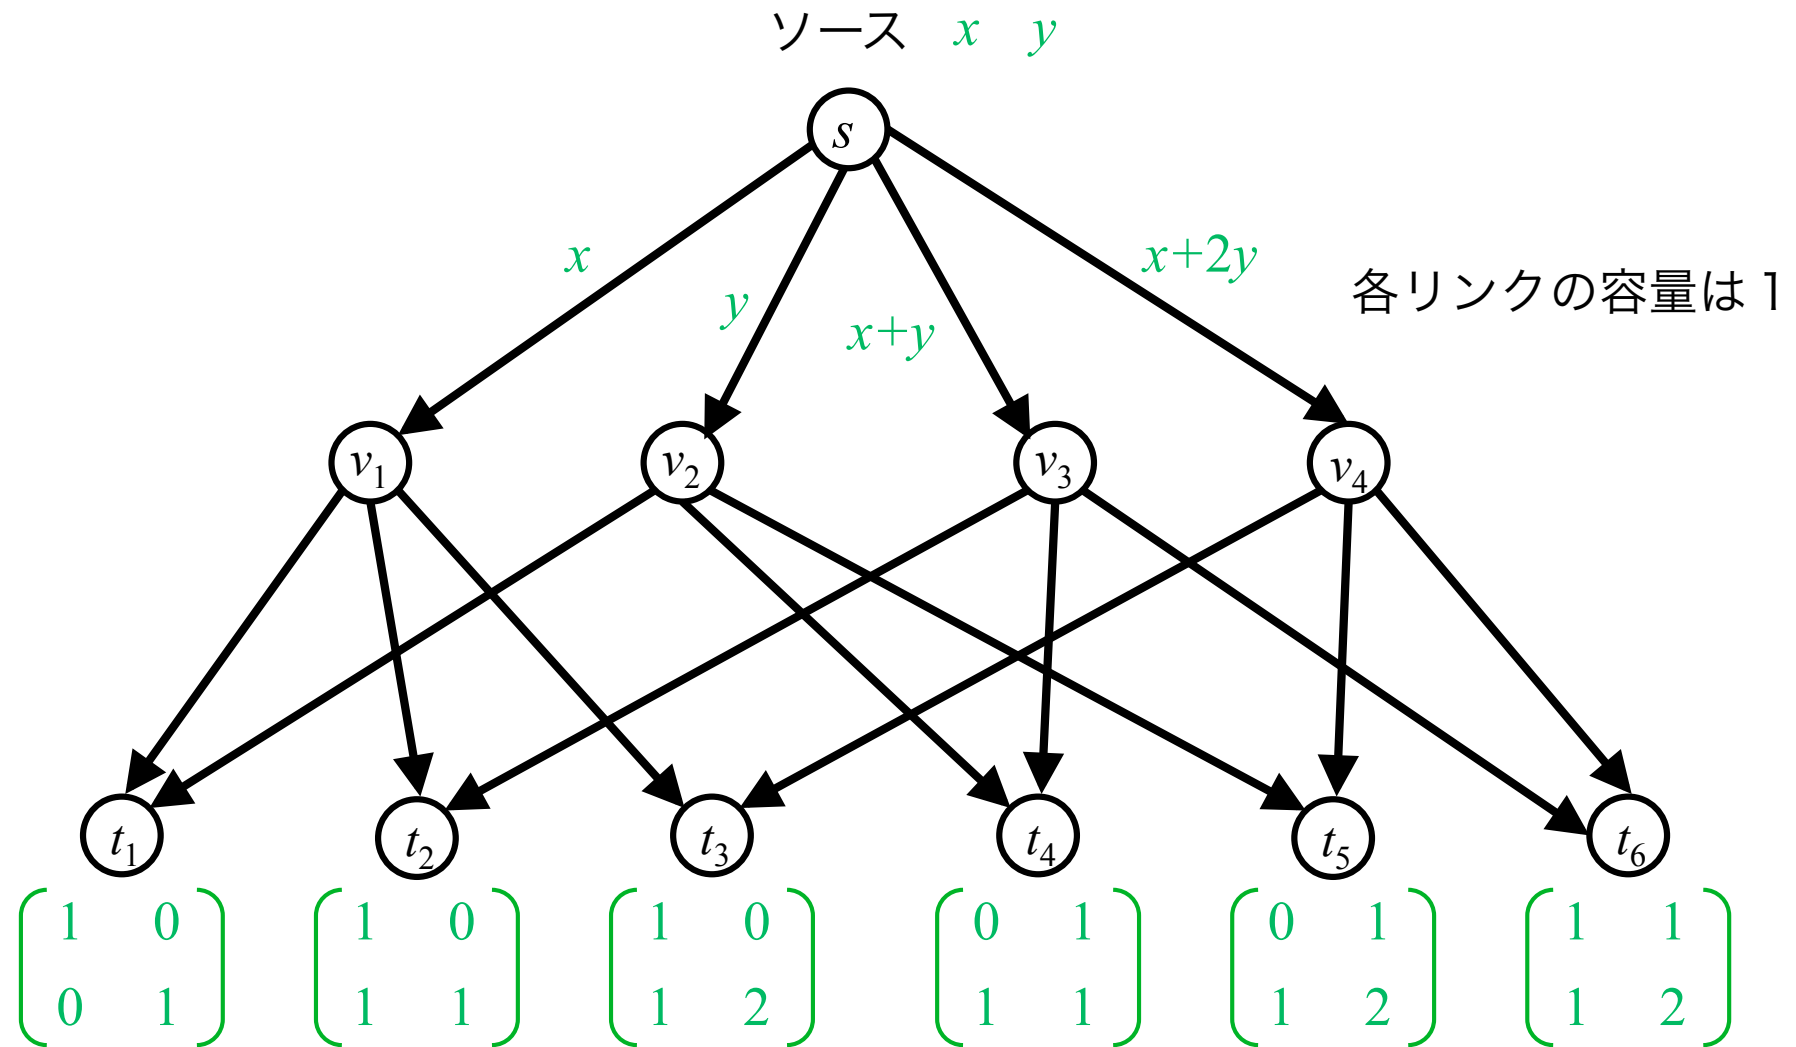 ソース x y
s
x
y
x+y
x+2y
各リンクの容量は1
v1 v2 v3 v4
t1 t2 t3 t4 t5 t6
1 0 1 0 1 0 0 1 0 1 1 1
0 1 1 1 1 2 1 1 1 2 1 2